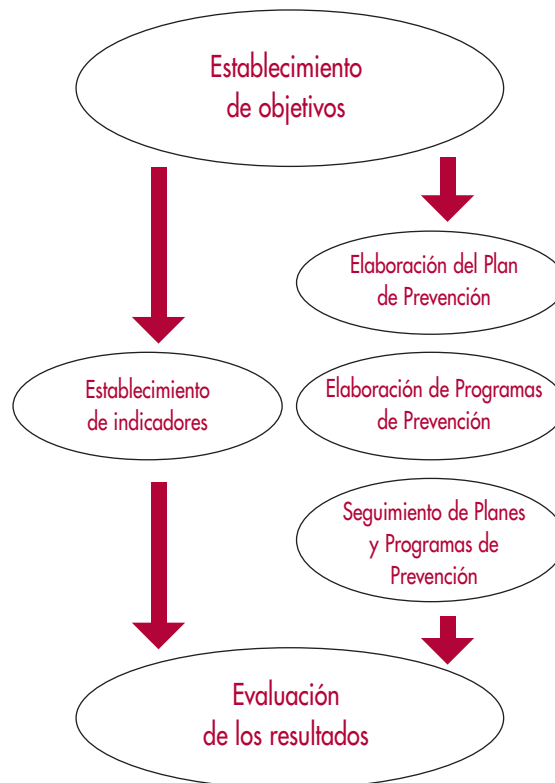 Establecimiento
de objetivos
Elaboración del Plan
de Prevención
Establecimiento
de indicadores
Elaboración de Programas
de Prevención
Seguimiento de Planes
y Programas de
Prevención
Evaluación
de los resultados